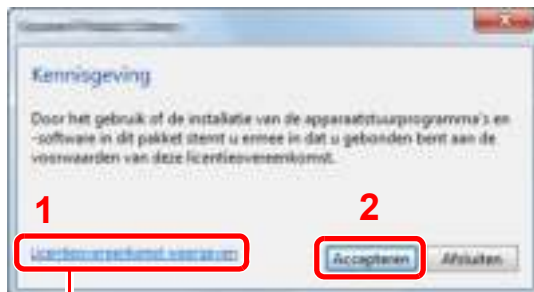 Kennisgeving
Door het gebruik of de installatie van de apparaatstuurprogramma's en
-software in dit pakket stemt u ermee in dat u gebonden bent aan de
voorwaarden van deze licentieovereenkomst.
1
2
Licentieovereenkomst weergeven
Accepteren
Afsluiten